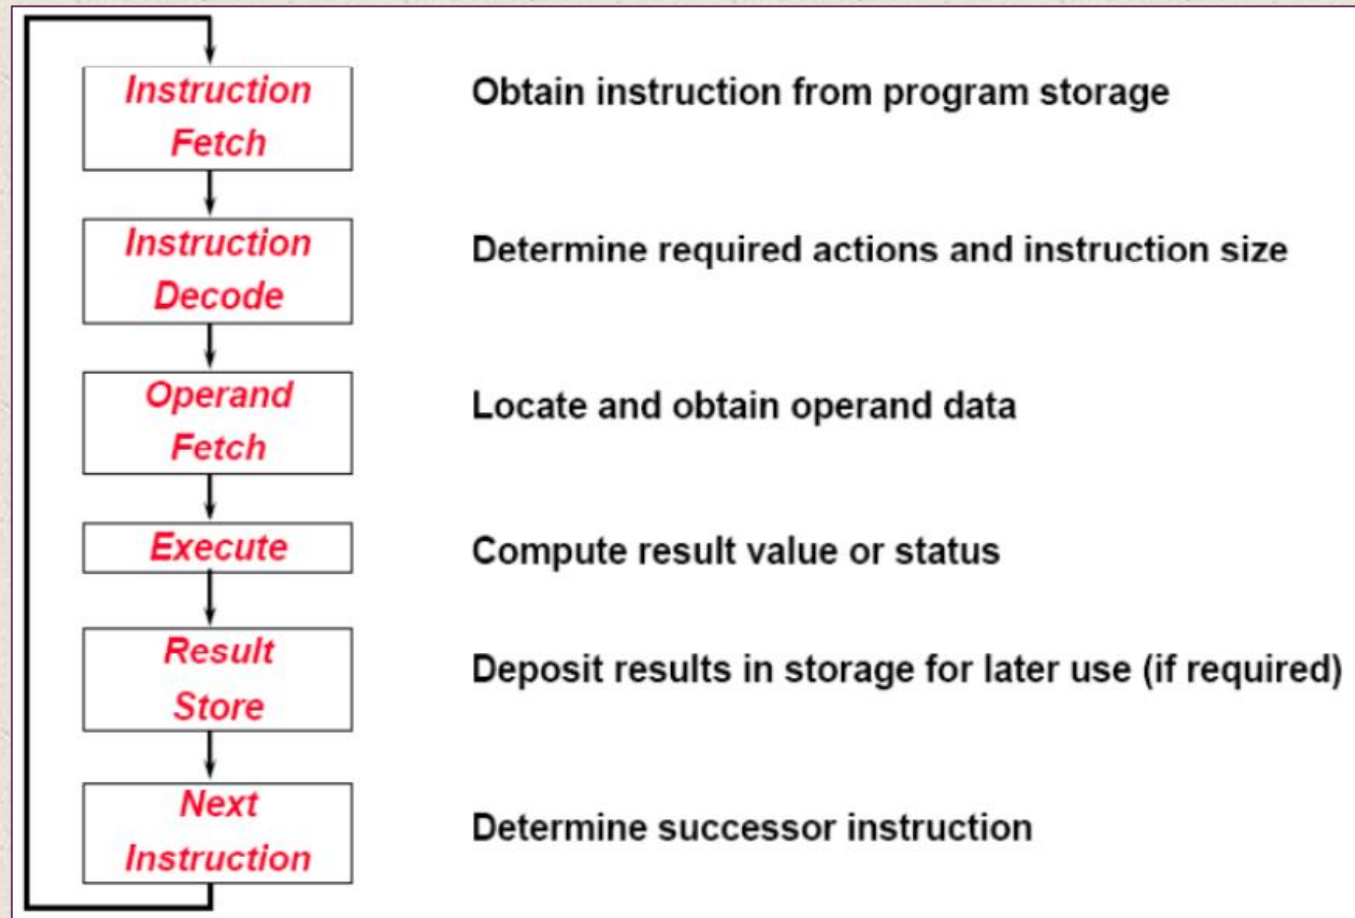 Instruction
Fetch
Obtain instruction from program storage
Instruction
Decode
Determine required actions and instruction size
Operand
Fetch
Locate and obtain operand data
Execute
Compute result value or status
Result
Store
Deposit results in storage for later use (if required)
Next
Instruction
Determine successor instruction